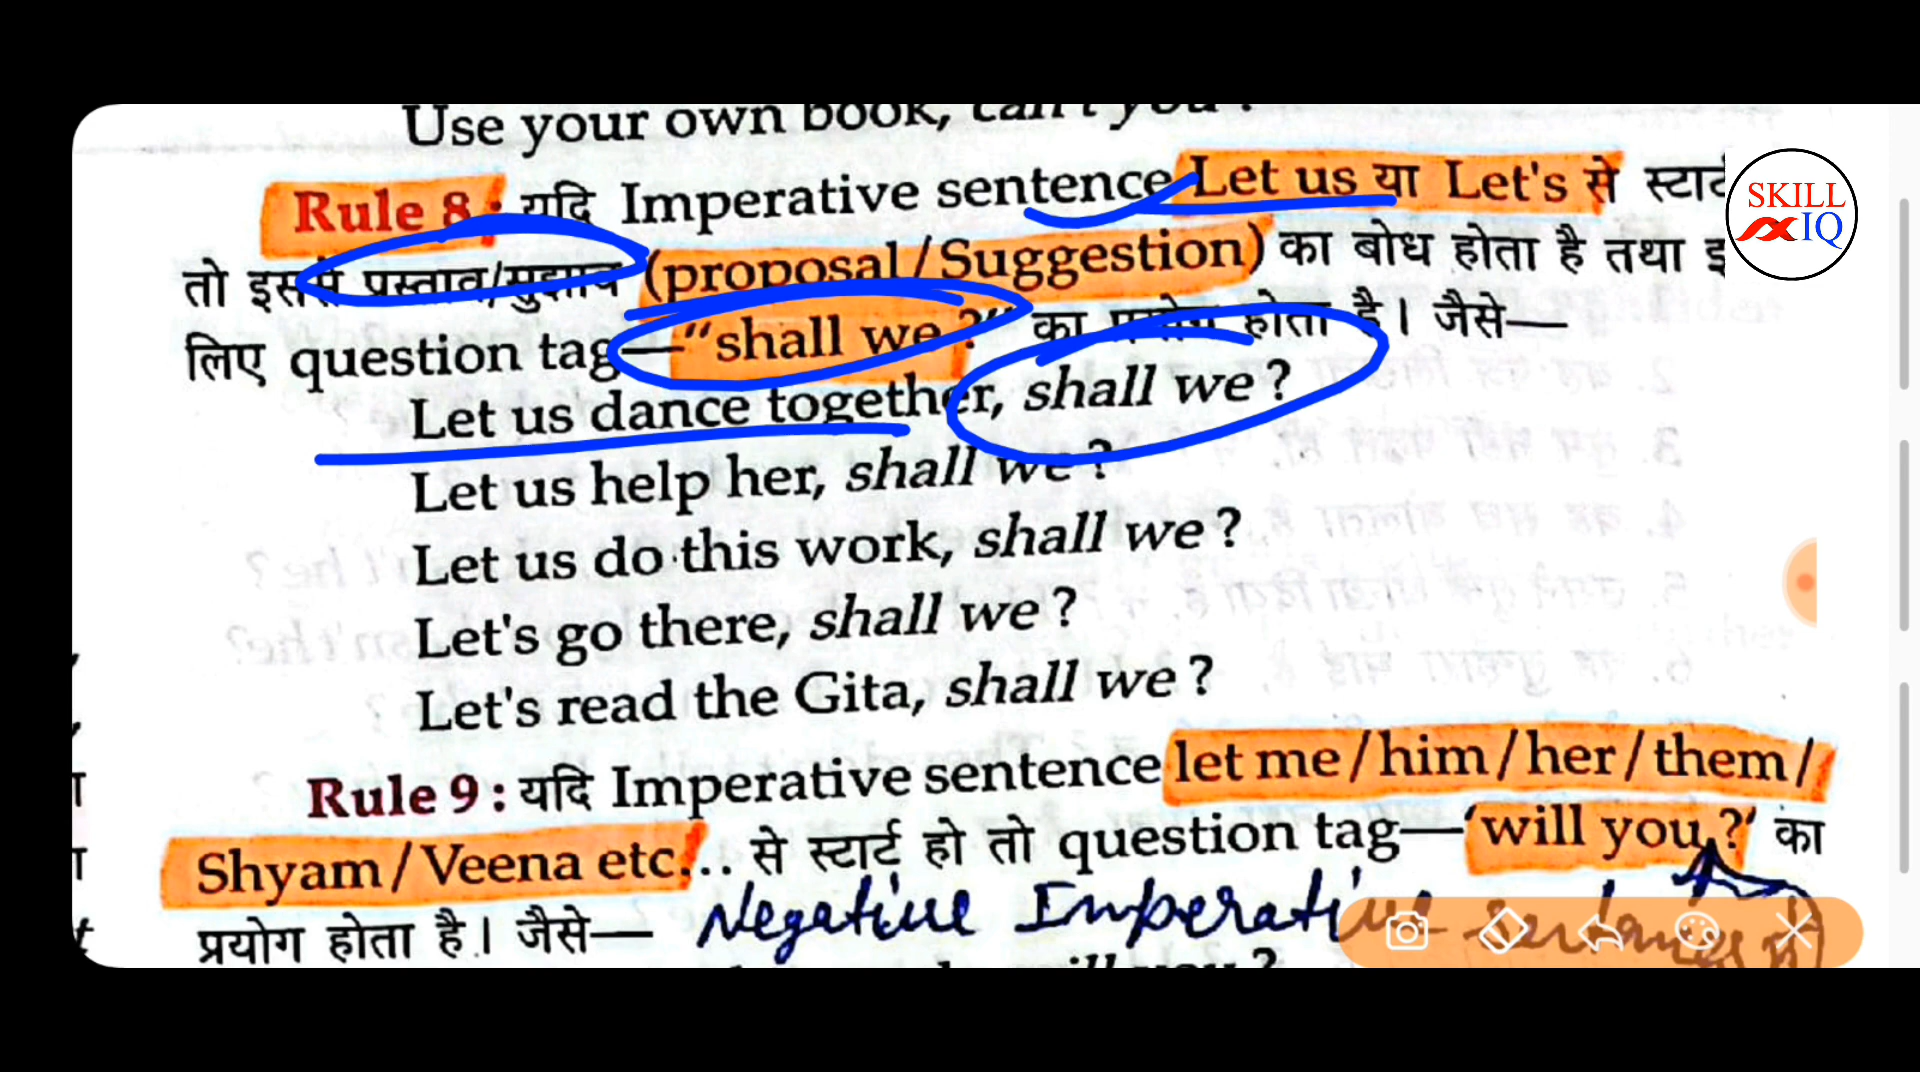 Use your own book, can't you?
Rule 8 : यदि Imperative sentence Let us या Let's से स्टार्ट
तो इससे प्रस्ताव/सुझाव (proposal/Suggestion) का बोध होता है तथा इ
लिए question tag—"shall we ?" का प्रयोग होता है। जैसे—
Let us dance together, shall we?
Let us help her, shall we?
Let us do this work, shall we?
Let's go there, shall we?
Let's read the Gita, shall we?
Rule 9 : यदि Imperative sentence let me/him/her/them/
Shyam/Veena etc... से स्टार्ट हो तो question tag—'will you ?' का
प्रयोग होता है। जैसे—
Negative Imperative sentences में
SKILL
IQ